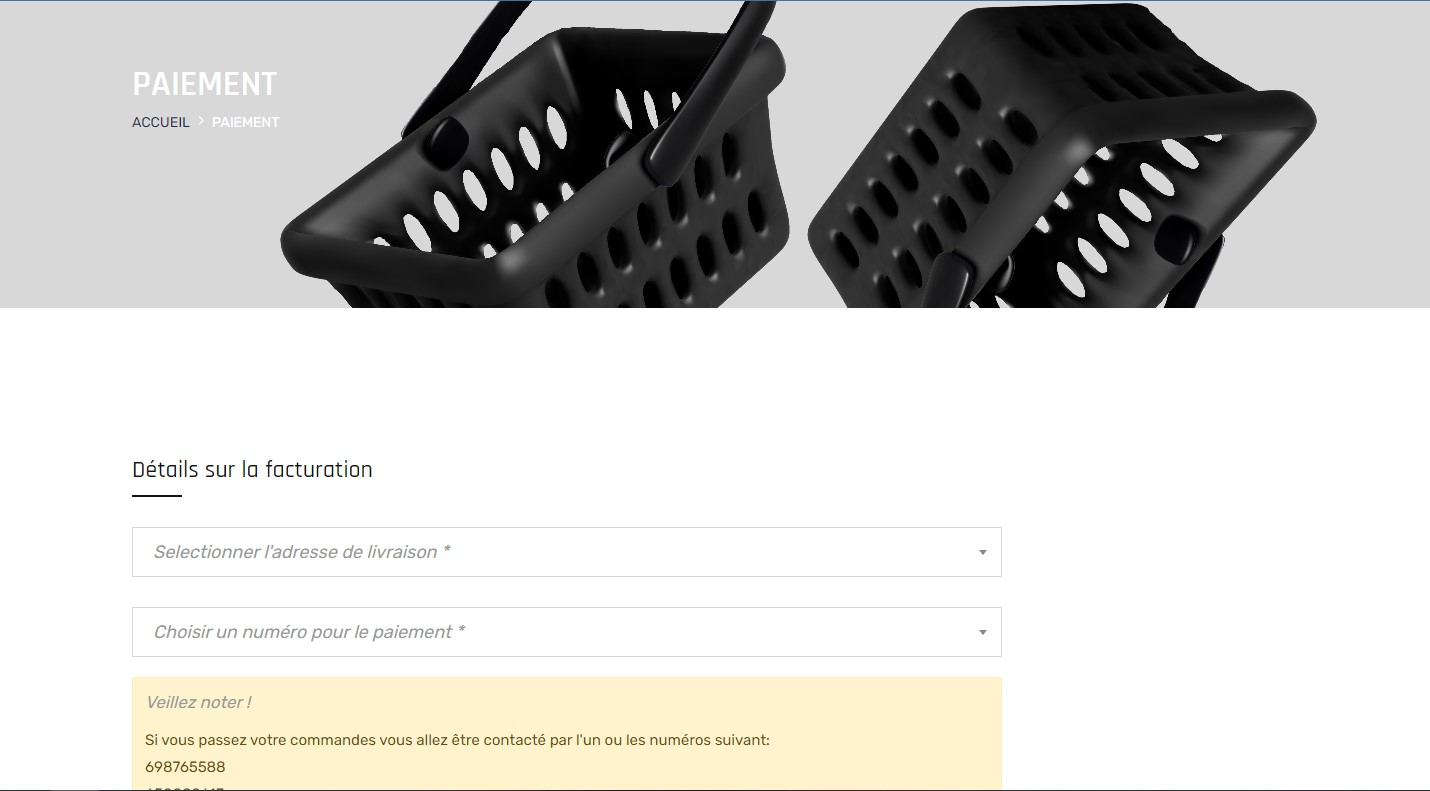 PAIEMENT
ACCUEIL > PAIEMENT
Détails sur la facturation
Selectionner l'adresse de livraison *
Choisir un numéro pour le paiement *
Veillez noter !
Si vous passez votre commandes vous allez être contacté par l'un ou les numéros suivant:
698765588